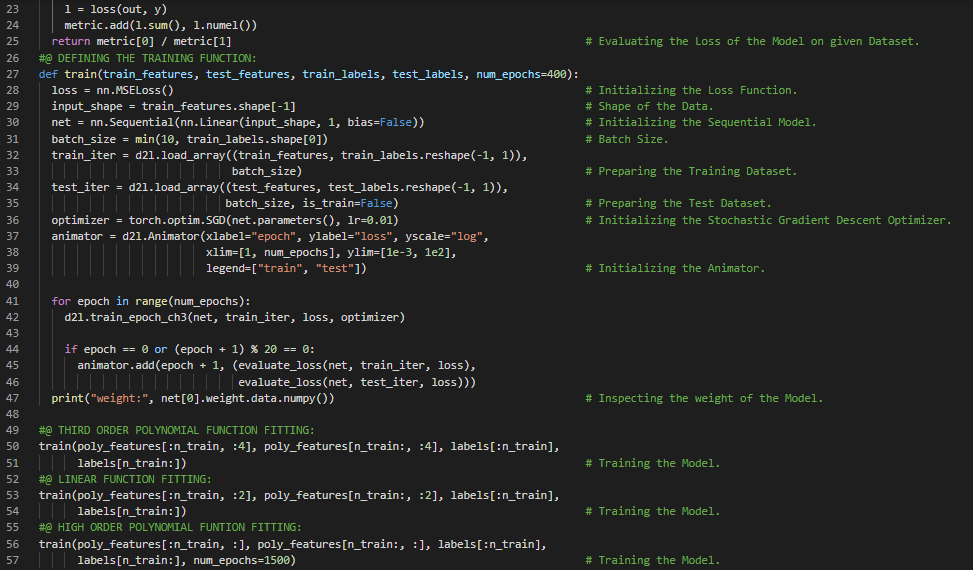 23 l = loss(out, y)
24 metric.add(l.sum(), l.numel())
25 return metric[0] / metric[1] # Evaluating the Loss of the Model on given Dataset.
26 #@ DEFINING THE TRAINING FUNCTION:
27 def train(train_features, test_features, train_labels, test_labels, num_epochs=400):
28 loss = nn.MSELoss() # Initializing the Loss Function.
29 input_shape = train_features.shape[-1] # Shape of the Data.
30 net = nn.Sequential(nn.Linear(input_shape, 1, bias=False)) # Initializing the Sequential Model.
31 batch_size = min(10, train_labels.shape[0]) # Batch Size.
32 train_iter = d2l.load_array((train_features, train_labels.reshape(-1, 1)),
33 batch_size) # Preparing the Training Dataset.
34 test_iter = d2l.load_array((test_features, test_labels.reshape(-1, 1)),
35 batch_size, is_train=False) # Preparing the Test Dataset.
36 optimizer = torch.optim.SGD(net.parameters(), lr=0.01) # Initializing the Stochastic Gradient Descent Optimizer.
37 animator = d2l.Animator(xlabel="epoch", ylabel="loss", yscale="log",
38 xlim=[1, num_epochs], ylim=[1e-3, 1e2],
39 legend=["train", "test"]) # Initializing the Animator.
40
41 for epoch in range(num_epochs):
42 d2l.train_epoch_ch3(net, train_iter, loss, optimizer)
43
44 if epoch == 0 or (epoch + 1) % 20 == 0:
45 animator.add(epoch + 1, (evaluate_loss(net, train_iter, loss),
46 evaluate_loss(net, test_iter, loss)))
47 print("weight:", net[0].weight.data.numpy()) # Inspecting the weight of the Model.
48
49 #@ THIRD ORDER POLYNOMIAL FUNCTION FITTING:
50 train(poly_features[:n_train, :4], poly_features[n_train:, :4], labels[:n_train],
51 labels[n_train:]) # Training the Model.
52 #@ LINEAR FUNCTION FITTING:
53 train(poly_features[:n_train, :2], poly_features[n_train:, :2], labels[:n_train],
54 labels[n_train:]) # Training the Model.
55 #@ HIGH ORDER POLYNOMIAL FUNTION FITTING:
56 train(poly_features[:n_train, :], poly_features[n_train:, :], labels[:n_train],
57 labels[n_train:], num_epochs=1500) # Training the Model.